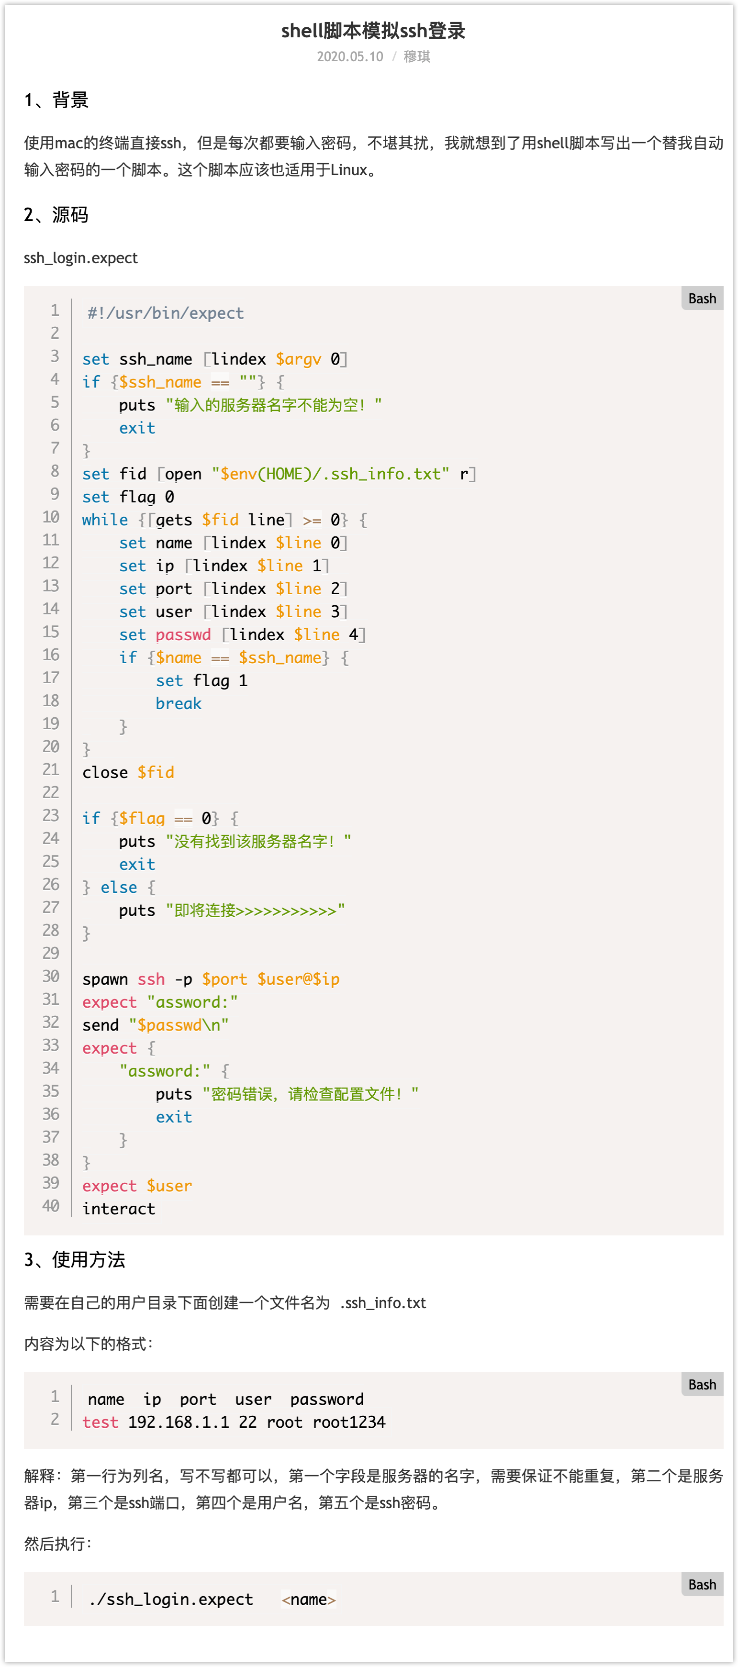 shell脚本模拟ssh登录
2020.05.10 / 穆琪
1、背景
使用mac的终端直接ssh，但是每次都要输入密码，不堪其扰，我就想到了用shell脚本写出一个替我自动
输入密码的一个脚本。这个脚本应该也适用于Linux。
2、源码
ssh_login.expect
Bash
1 #!/usr/bin/expect
2
3 set ssh_name [lindex $argv 0]
4 if {$ssh_name == ""} {
5     puts "输入的服务器名字不能为空！"
6     exit
7 }
8 set fid [open "$env(HOME)/.ssh_info.txt" r]
9 set flag 0
10 while {[gets $fid line] >= 0} {
11     set name [lindex $line 0]
12     set ip [lindex $line 1]
13     set port [lindex $line 2]
14     set user [lindex $line 3]
15     set passwd [lindex $line 4]
16     if {$name == $ssh_name} {
17         set flag 1
18         break
19     }
20 }
21 close $fid
22
23 if {$flag == 0} {
24     puts "没有找到该服务器名字！"
25     exit
26 } else {
27     puts "即将连接>>>>>>>>>>>"
28 }
29
30 spawn ssh -p $port $user@$ip
31 expect "assword:"
32 send "$passwd\n"
33 expect {
34     "assword:" {
35         puts "密码错误，请检查配置文件！"
36         exit
37     }
38 }
39 expect $user
40 interact
3、使用方法
需要在自己的用户目录下面创建一个文件名为 .ssh_info.txt
内容为以下的格式：
Bash
1 name  ip  port  user  password
2 test 192.168.1.1 22 root root1234
解释：第一行为列名，写不写都可以，第一个字段是服务器的名字，需要保证不能重复，第二个是服务
器ip，第三个是ssh端口，第四个是用户名，第五个是ssh密码。
然后执行：
Bash
1 ./ssh_login.expect   <name>